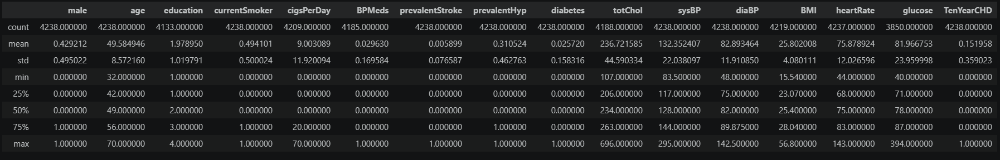 male age education currentSmoker cigsPerDay BPMeds prevalentStroke prevalentHyp diabetes totChol sysBP diaBP BMI heartRate glucose TenYearCHD
count 4238.000000 4238.000000 4133.000000 4238.000000 4209.000000 4185.000000 4238.000000 4238.000000 4238.000000 4188.000000 4238.000000 4238.000000 4219.000000 4237.000000 3850.000000 4238.000000
mean 0.429212 49.584946 1.978950 0.494101 9.003089 0.029630 0.005899 0.310524 0.025720 236.721585 132.352407 82.893464 25.802008 75.878924 81.966753 0.151958
std 0.495022 8.572160 1.019791 0.500024 11.920094 0.169584 0.076587 0.462763 0.158316 44.590334 22.038097 11.910850 4.080111 12.026596 23.959998 0.359023
min 0.000000 32.000000 1.000000 0.000000 0.000000 0.000000 0.000000 0.000000 0.000000 107.000000 83.500000 48.000000 15.540000 44.000000 40.000000 0.000000
25% 0.000000 42.000000 1.000000 0.000000 0.000000 0.000000 0.000000 0.000000 0.000000 206.000000 117.000000 75.000000 23.070000 68.000000 71.000000 0.000000
50% 0.000000 49.000000 2.000000 0.000000 0.000000 0.000000 0.000000 0.000000 0.000000 234.000000 128.000000 82.000000 25.400000 75.000000 78.000000 0.000000
75% 1.000000 56.000000 3.000000 1.000000 20.000000 0.000000 0.000000 1.000000 0.000000 263.000000 144.000000 89.875000 28.040000 83.000000 87.000000 0.000000
max 1.000000 70.000000 4.000000 1.000000 70.000000 1.000000 1.000000 1.000000 1.000000 696.000000 295.000000 142.500000 56.800000 143.000000 394.000000 1.000000